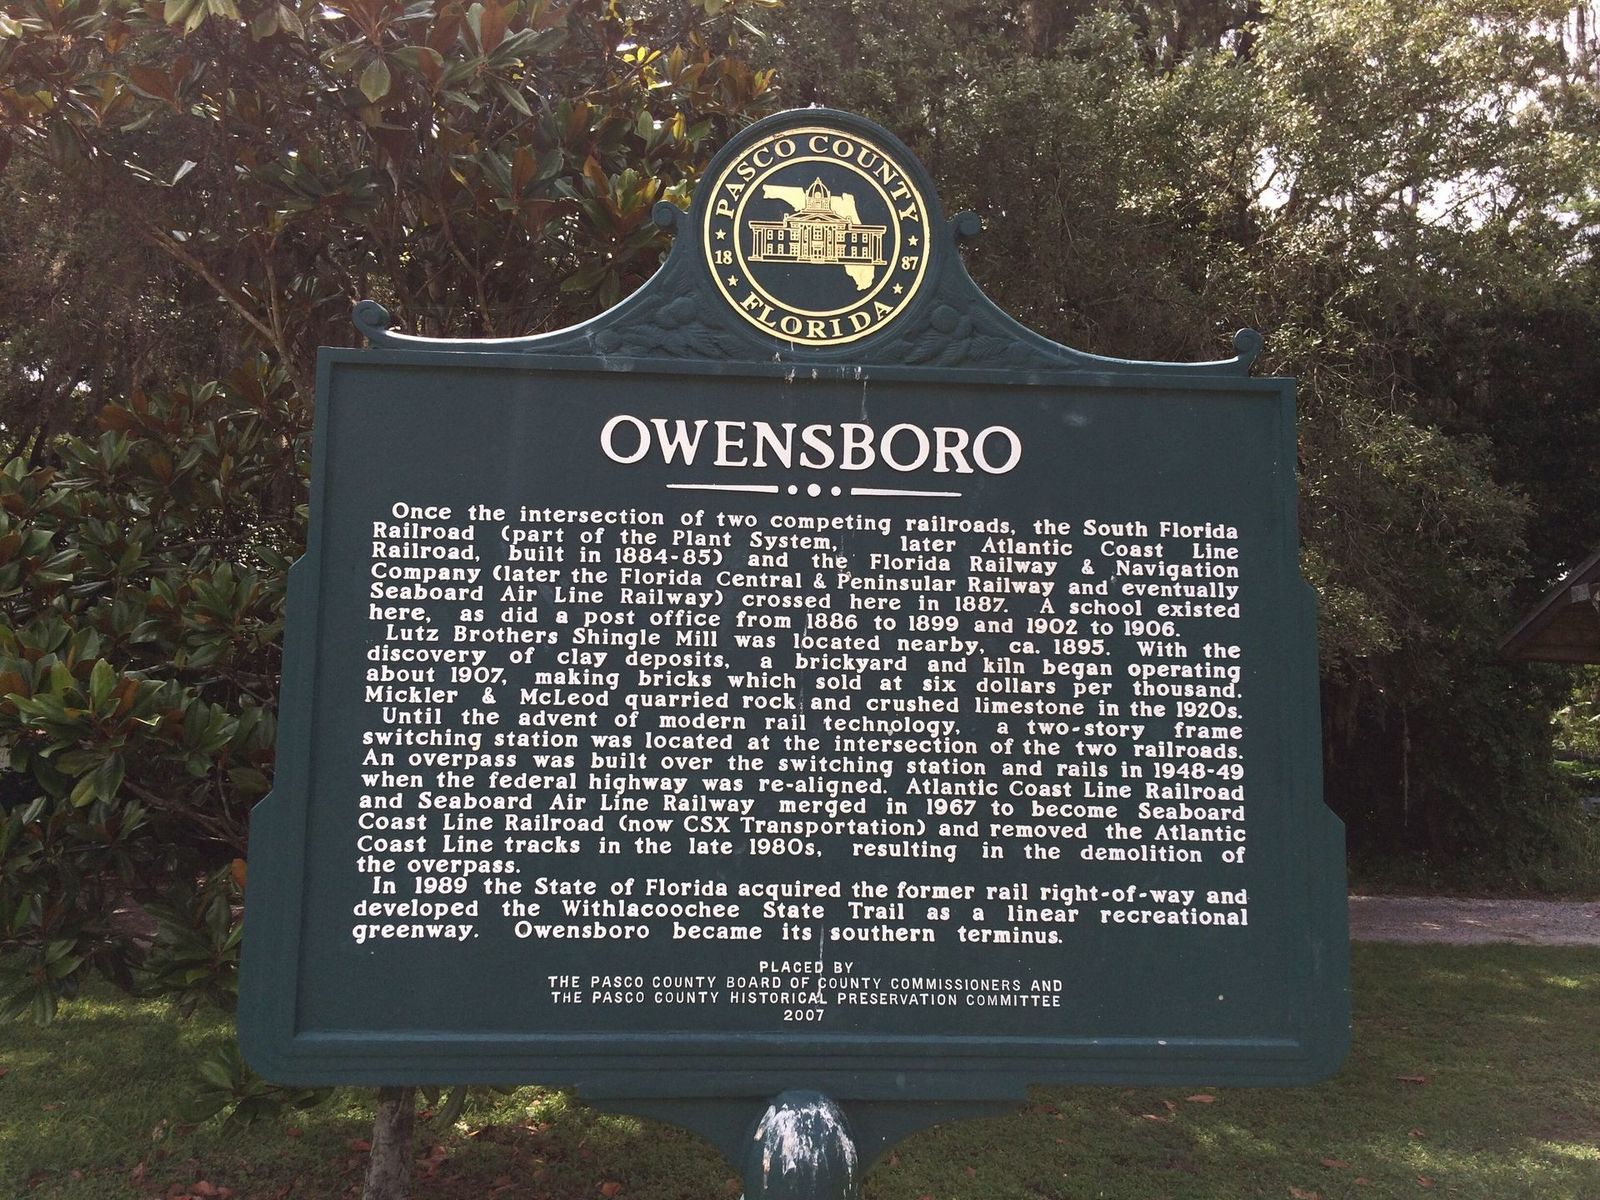 PASCO COUNTY
18 87
FLORIDA
OWENSBORO
Once the intersection of two competing railroads, the South Florida
Railroad (part of the Plant System, later Atlantic Coast Line
Railroad, built in 1884-85) and the Florida Railway & Navigation
Company (later the Florida Central & Peninsular Railway and eventually
Seaboard Air Line Railway) crossed here in 1887. A school existed
here, as did a post office from 1886 to 1899 and 1902 to 1906.
Lutz Brothers Shingle Mill was located nearby, ca. 1895. With the
discovery of clay deposits, a brickyard and kiln began operating
about 1907, making bricks which sold at six dollars per thousand.
Mickler & McLeod quarried rock and crushed limestone in the 1920s.
Until the advent of modern rail technology, a two-story frame
switching station was located at the intersection of the two railroads.
An overpass was built over the switching station and rails in 1948-49
when the federal highway was re-aligned. Atlantic Coast Line Railroad
and Seaboard Air Line Railway merged in 1967 to become Seaboard
Coast Line Railroad (now CSX Transportation) and removed the Atlantic
Coast Line tracks in the late 1980s, resulting in the demolition of
the overpass.
In 1989 the State of Florida acquired the former rail right-of-way and
developed the Withlacoochee State Trail as a linear recreational
greenway. Owensboro became its southern terminus.
PLACED BY
THE PASCO COUNTY BOARD OF COUNTY COMMISSIONERS AND
THE PASCO COUNTY HISTORICAL PRESERVATION COMMITTEE
2007